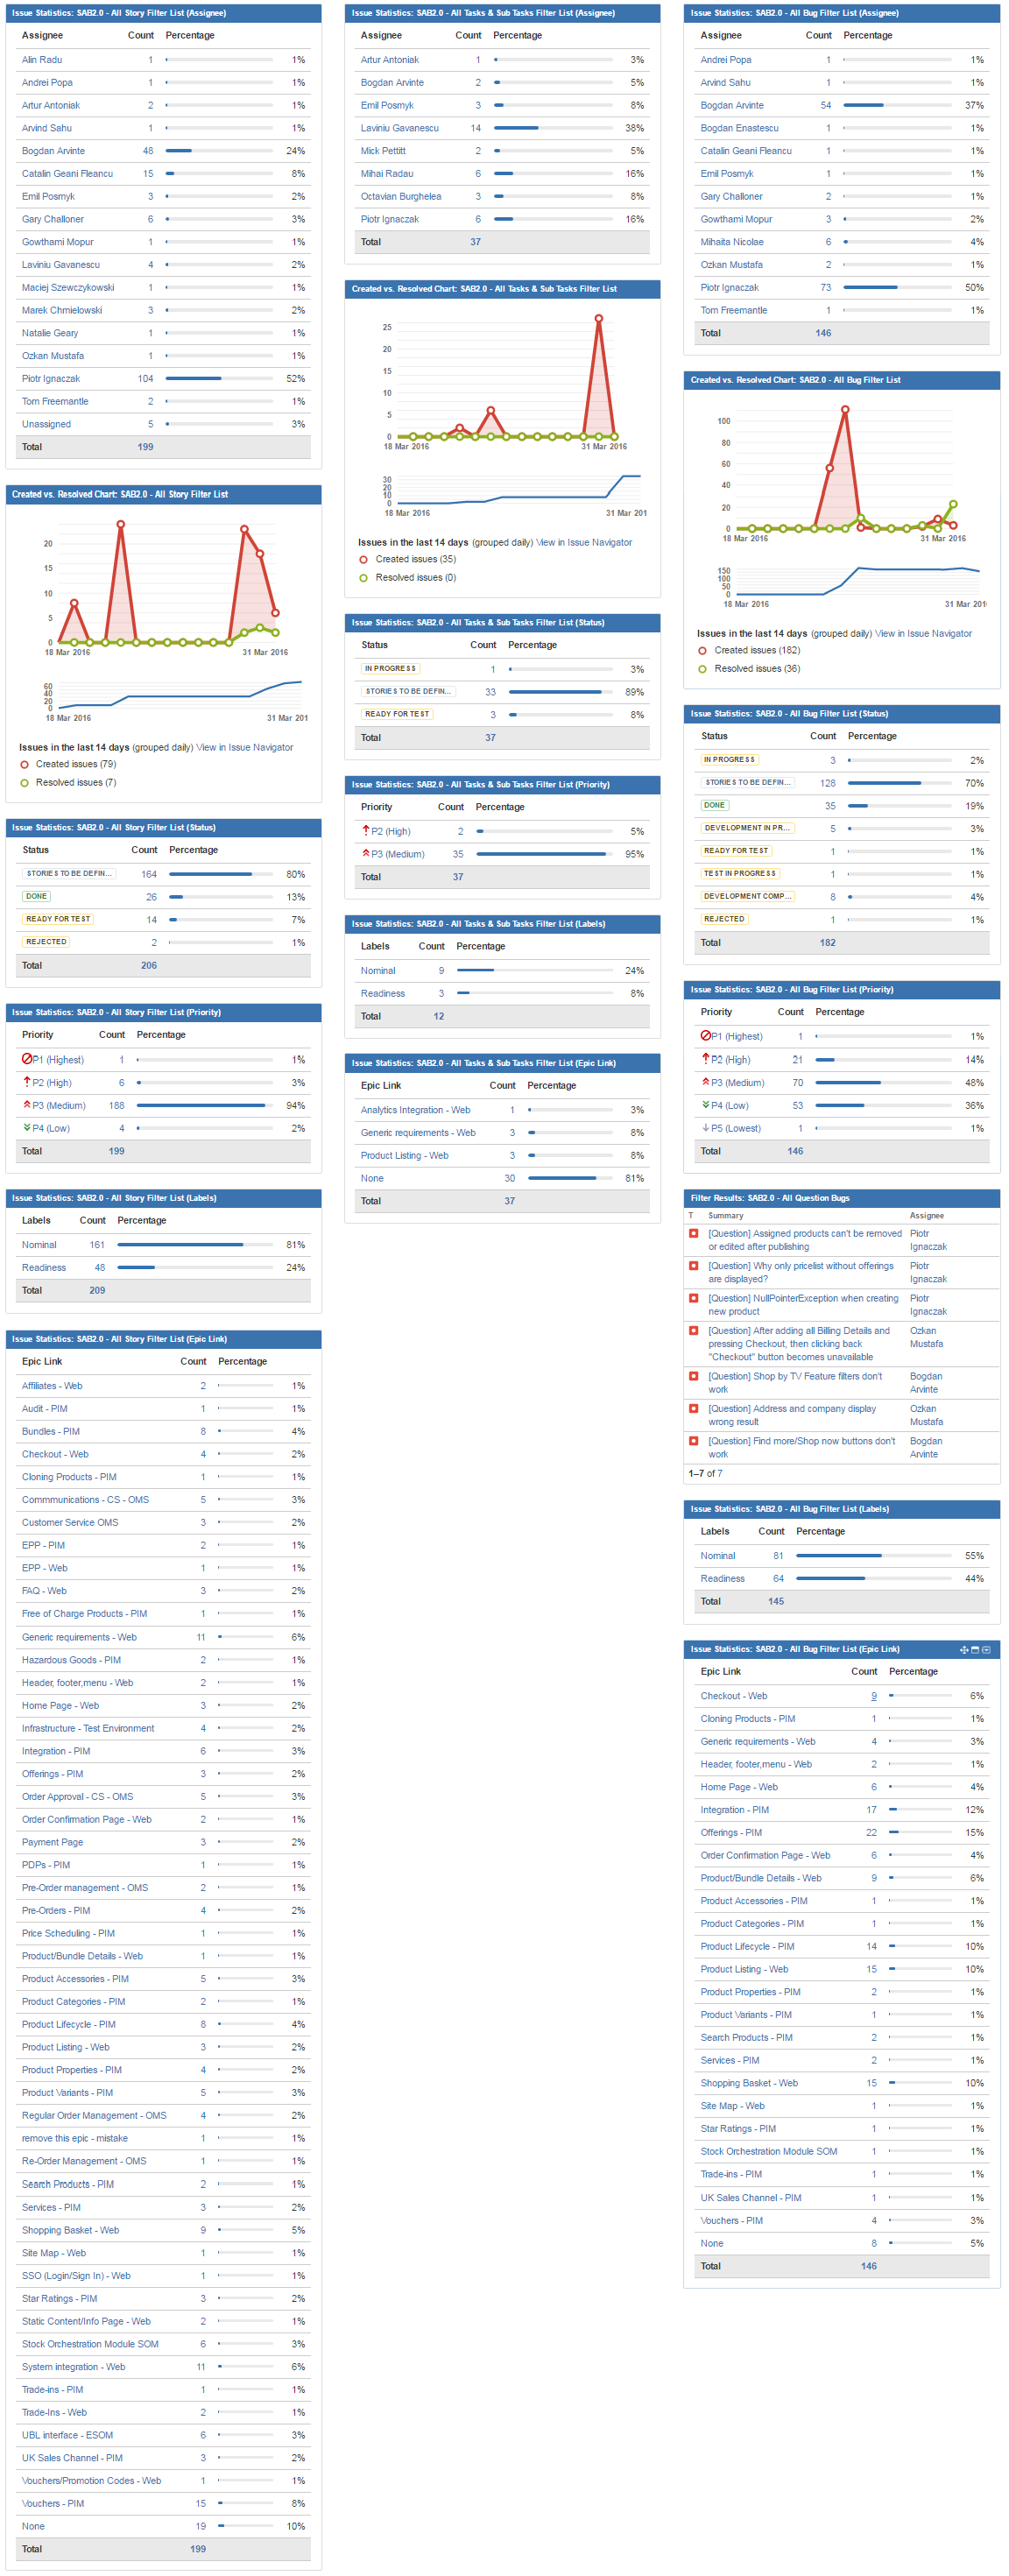 Issue Statistics: SAB2.0 - All Story Filter List (Assignee)
Assignee Count Percentage
Alin Radu 1 1%
Andrei Popa 1 1%
Artur Antoniak 2 1%
Arvind Sahu 1 1%
Bogdan Arvinte 48 24%
Catalin Geani Fleancu 15 8%
Emil Posmyk 3 2%
Gary Challoner 6 3%
Gowthami Mopur 1 1%
Laviniu Gavanescu 4 2%
Maciej Szewczykowski 1 1%
Marek Chmielowski 3 2%
Natalie Geary 1 1%
Ozkan Mustafa 1 1%
Piotr Ignaczak 104 52%
Tom Freemantle 2 1%
Unassigned 5 3%
Total 199
Created vs. Resolved Chart: SAB2.0 - All Story Filter List
20
15
10
5
0
18 Mar 2016 31 Mar 2016
60
40
20
0
18 Mar 2016 31 Mar 201
Issues in the last 14 days (grouped daily) View in Issue Navigator
Created issues (79)
Resolved issues (7)
Issue Statistics: SAB2.0 - All Story Filter List (Status)
Status Count Percentage
STORIES TO BE DEFIN... 164 80%
DONE 26 13%
READY FOR TEST 14 7%
REJECTED 2 1%
Total 206
Issue Statistics: SAB2.0 - All Story Filter List (Priority)
Priority Count Percentage
P1 (Highest) 1 1%
P2 (High) 6 3%
P3 (Medium) 188 94%
P4 (Low) 4 2%
Total 199
Issue Statistics: SAB2.0 - All Story Filter List (Labels)
Labels Count Percentage
Nominal 161 81%
Readiness 48 24%
Total 209
Issue Statistics: SAB2.0 - All Story Filter List (Epic Link)
Epic Link Count Percentage
Affiliates - Web 2 1%
Audit - PIM 1 1%
Bundles - PIM 8 4%
Checkout - Web 4 2%
Cloning Products - PIM 1 1%
Commmunications - CS - OMS 5 3%
Customer Service OMS 3 2%
EPP - PIM 2 1%
EPP - Web 1 1%
FAQ - Web 3 2%
Free of Charge Products - PIM 1 1%
Generic requirements - Web 11 6%
Hazardous Goods - PIM 2 1%
Header, footer,menu - Web 2 1%
Home Page - Web 3 2%
Infrastructure - Test Environment 4 2%
Integration - PIM 6 3%
Offerings - PIM 3 2%
Order Approval - CS - OMS 5 3%
Order Confirmation Page - Web 2 1%
Payment Page 3 2%
PDPs - PIM 1 1%
Pre-Order management - OMS 2 1%
Pre-Orders - PIM 4 2%
Price Scheduling - PIM 1 1%
Product/Bundle Details - Web 1 1%
Product Accessories - PIM 5 3%
Product Categories - PIM 2 1%
Product Lifecycle - PIM 8 4%
Product Listing - Web 3 2%
Product Properties - PIM 4 2%
Product Variants - PIM 5 3%
Regular Order Management - OMS 4 2%
remove this epic - mistake 1 1%
Re-Order Management - OMS 1 1%
Search Products - PIM 2 1%
Services - PIM 3 2%
Shopping Basket - Web 9 5%
Site Map - Web 1 1%
SSO (Login/Sign In) - Web 1 1%
Star Ratings - PIM 3 2%
Static Content/Info Page - Web 2 1%
Stock Orchestration Module SOM 6 3%
System integration - Web 11 6%
Trade-ins - PIM 1 1%
Trade-Ins - Web 2 1%
UBL interface - ESOM 6 3%
UK Sales Channel - PIM 3 2%
Vouchers/Promotion Codes - Web 1 1%
Vouchers - PIM 15 8%
None 19 10%
Total 199
Issue Statistics: SAB2.0 - All Tasks & Sub Tasks Filter List (Assignee)
Assignee Count Percentage
Artur Antoniak 1 3%
Bogdan Arvinte 2 5%
Emil Posmyk 3 8%
Laviniu Gavanescu 14 38%
Mick Pettitt 2 5%
Mihai Radau 6 16%
Octavian Burghelea 3 8%
Piotr Ignaczak 6 16%
Total 37
Created vs. Resolved Chart: SAB2.0 - All Tasks & Sub Tasks Filter List
25
20
15
10
5
0
18 Mar 2016 31 Mar 2016
30
20
10
0
18 Mar 2016 31 Mar 201
Issues in the last 14 days (grouped daily) View in Issue Navigator
Created issues (35)
Resolved issues (0)
Issue Statistics: SAB2.0 - All Tasks & Sub Tasks Filter List (Status)
Status Count Percentage
IN PROGRESS 1 3%
STORIES TO BE DEFIN... 33 89%
READY FOR TEST 3 8%
Total 37
Issue Statistics: SAB2.0 - All Tasks & Sub Tasks Filter List (Priority)
Priority Count Percentage
P2 (High) 2 5%
P3 (Medium) 35 95%
Total 37
Issue Statistics: SAB2.0 - All Tasks & Sub Tasks Filter List (Labels)
Labels Count Percentage
Nominal 9 24%
Readiness 3 8%
Total 12
Issue Statistics: SAB2.0 - All Tasks & Sub Tasks Filter List (Epic Link)
Epic Link Count Percentage
Analytics Integration - Web 1 3%
Generic requirements - Web 3 8%
Product Listing - Web 3 8%
None 30 81%
Total 37
Issue Statistics: SAB2.0 - All Bug Filter List (Assignee)
Assignee Count Percentage
Andrei Popa 1 1%
Arvind Sahu 1 1%
Bogdan Arvinte 54 37%
Bogdan Enastescu 1 1%
Catalin Geani Fleancu 1 1%
Emil Posmyk 1 1%
Gary Challoner 2 1%
Gowthami Mopur 3 2%
Mihaita Nicolae 6 4%
Ozkan Mustafa 2 1%
Piotr Ignaczak 73 50%
Tom Freemantle 1 1%
Total 146
Created vs. Resolved Chart: SAB2.0 - All Bug Filter List
100
80
60
40
20
0
18 Mar 2016 31 Mar 2016
150
100
50
0
18 Mar 2016 31 Mar 201
Issues in the last 14 days (grouped daily) View in Issue Navigator
Created issues (182)
Resolved issues (36)
Issue Statistics: SAB2.0 - All Bug Filter List (Status)
Status Count Percentage
IN PROGRESS 3 2%
STORIES TO BE DEFIN... 128 70%
DONE 35 19%
DEVELOPMENT IN PR... 5 3%
READY FOR TEST 1 1%
TEST IN PROGRESS 1 1%
DEVELOPMENT COMP... 8 4%
REJECTED 1 1%
Total 182
Issue Statistics: SAB2.0 - All Bug Filter List (Priority)
Priority Count Percentage
P1 (Highest) 1 1%
P2 (High) 21 14%
P3 (Medium) 70 48%
P4 (Low) 53 36%
P5 (Lowest) 1 1%
Total 146
Filter Results: SAB2.0 - All Question Bugs
T Summary Assignee
[Question] Assigned products can't be removed Piotr
or edited after publishing Ignaczak
[Question] Why only pricelist without offerings Piotr
are displayed? Ignaczak
[Question] NullPointerException when creating Piotr
new product Ignaczak
[Question] After adding all Billing Details and Ozkan
pressing Checkout, then clicking back Mustafa
"Checkout" button becomes unavailable
[Question] Shop by TV Feature filters don't Bogdan
work Arvinte
[Question] Address and company display Ozkan
wrong result Mustafa
[Question] Find more/Shop now buttons don't Bogdan
work Arvinte
1–7 of 7
Issue Statistics: SAB2.0 - All Bug Filter List (Labels)
Labels Count Percentage
Nominal 81 55%
Readiness 64 44%
Total 145
Issue Statistics: SAB2.0 - All Bug Filter List (Epic Link)
Epic Link Count Percentage
Checkout - Web 9 6%
Cloning Products - PIM 1 1%
Generic requirements - Web 4 3%
Header, footer,menu - Web 2 1%
Home Page - Web 6 4%
Integration - PIM 17 12%
Offerings - PIM 22 15%
Order Confirmation Page - Web 6 4%
Product/Bundle Details - Web 9 6%
Product Accessories - PIM 1 1%
Product Categories - PIM 1 1%
Product Lifecycle - PIM 14 10%
Product Listing - Web 15 10%
Product Properties - PIM 2 1%
Product Variants - PIM 1 1%
Search Products - PIM 2 1%
Services - PIM 2 1%
Shopping Basket - Web 15 10%
Site Map - Web 1 1%
Star Ratings - PIM 1 1%
Stock Orchestration Module SOM 1 1%
Trade-ins - PIM 1 1%
UK Sales Channel - PIM 1 1%
Vouchers - PIM 4 3%
None 8 5%
Total 146